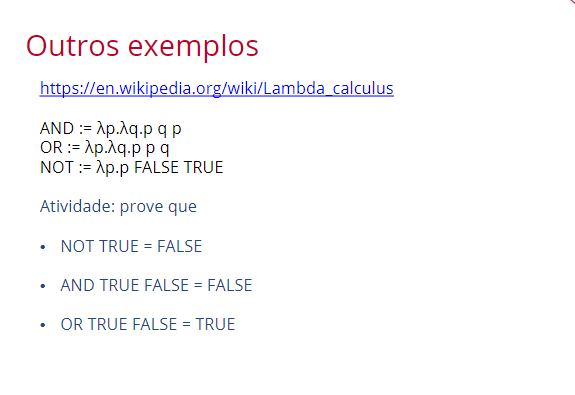 Outros exemplos
https://en.wikipedia.org/wiki/Lambda_calculus
AND := λp.λq.p q p
OR := λp.λq.p p q
NOT := λp.p FALSE TRUE
Atividade: prove que
• NOT TRUE = FALSE
• AND TRUE FALSE = FALSE
• OR TRUE FALSE = TRUE